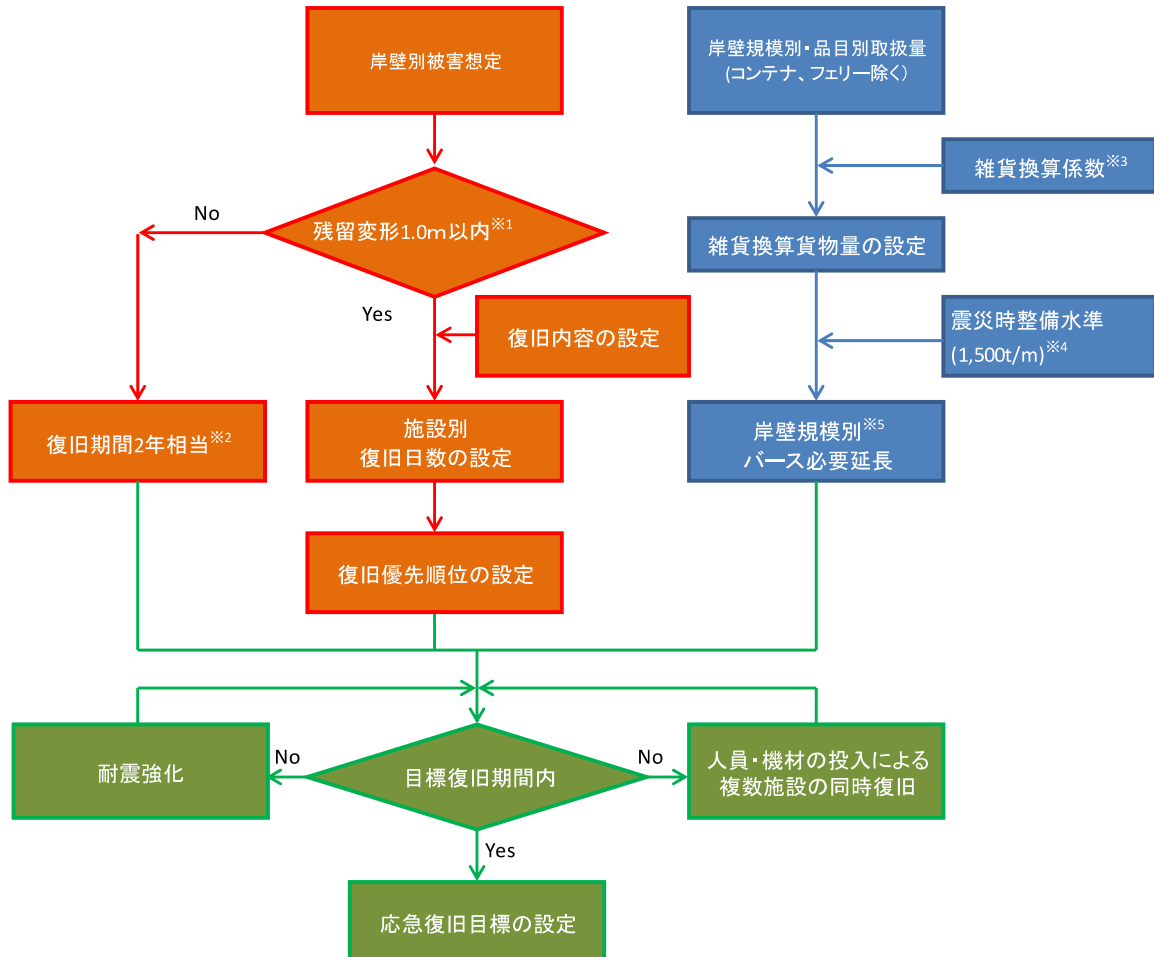 岸壁別被害想定
岸壁規模別・品目別取扱量
(コンテナ、フェリー除く)
雑貨換算係数※3
No
残留変形1.0m以内※1
雑貨換算貨物量の設定
Yes
復旧内容の設定
震災時整備水準
(1,500t/m)※4
復旧期間2年相当※2
施設別
復旧日数の設定
岸壁規模別※5
バース必要延長
復旧優先順位の設定
耐震強化
No
目標復旧期間内
No
人員・機材の投入による
複数施設の同時復旧
Yes
応急復旧目標の設定